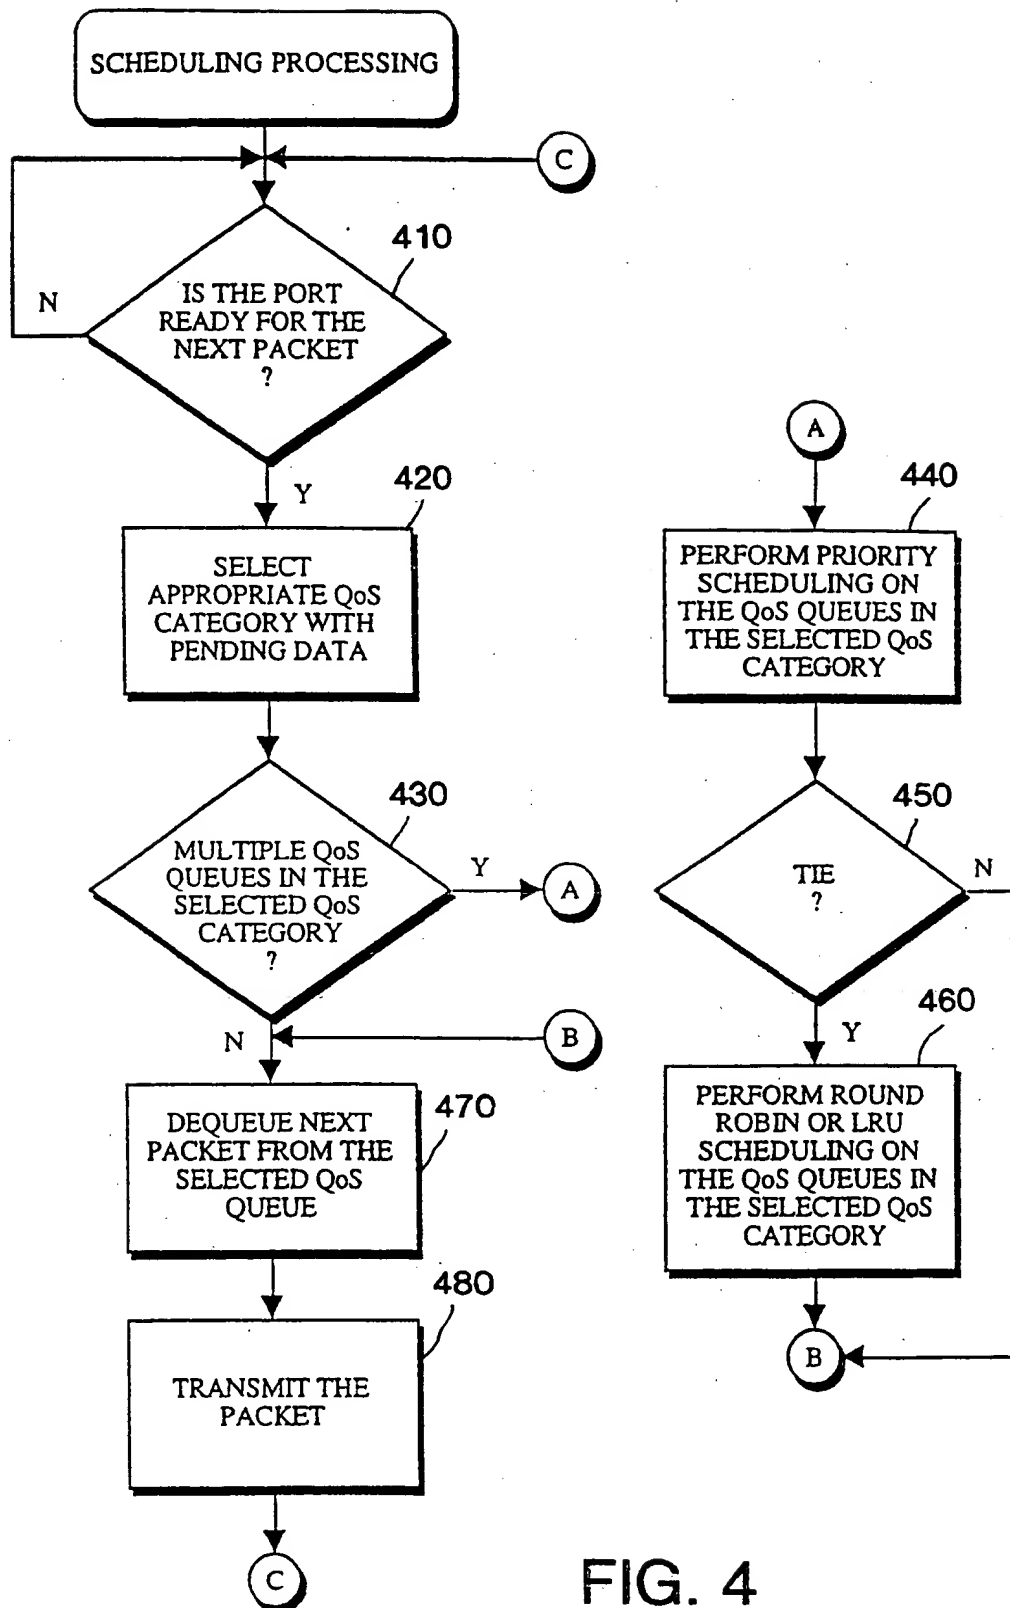 SCHEDULING PROCESSING
C
410
IS THE PORT
READY FOR THE
NEXT PACKET
?
N
Y
420
SELECT
APPROPRIATE QoS
CATEGORY WITH
PENDING DATA
430
MULTIPLE QoS
QUEUES IN THE
SELECTED QoS
CATEGORY
?
Y
A
N
B
470
DEQUEUE NEXT
PACKET FROM THE
SELECTED QoS
QUEUE
480
TRANSMIT THE
PACKET
C
A
440
PERFORM PRIORITY
SCHEDULING ON
THE QoS QUEUES IN
THE SELECTED QoS
CATEGORY
450
TIE
?
N
Y
460
PERFORM ROUND
ROBIN OR LRU
SCHEDULING ON
THE QoS QUEUES IN
THE SELECTED QoS
CATEGORY
B
FIG. 4